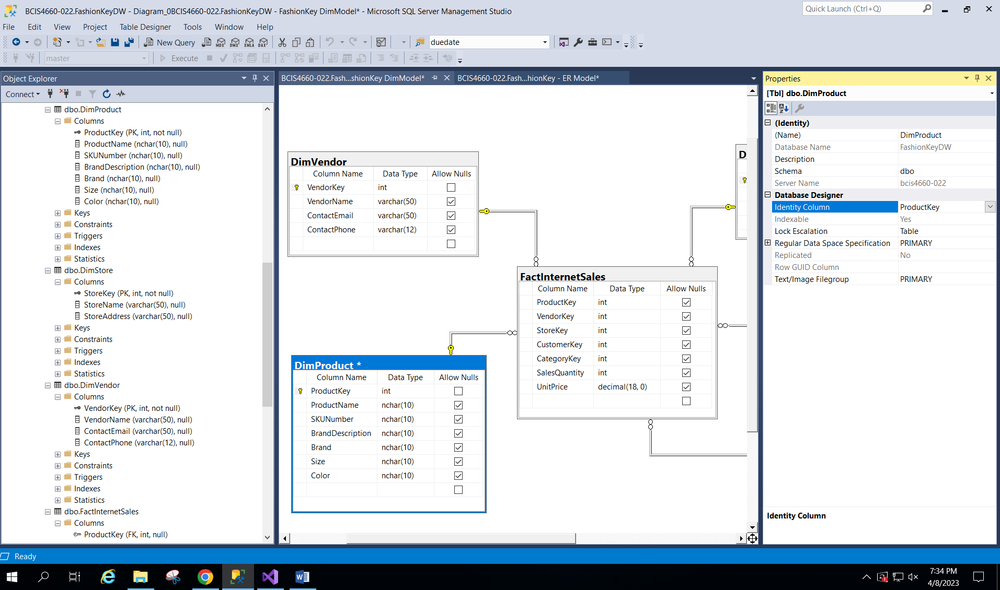 BCIS4660-022.FashionKeyDW - Diagram_0BCIS4660-022.FashionKeyDW - FashionKey DimModel* - Microsoft SQL Server Management Studio
Quick Launch (Ctrl+Q)
File Edit View Project Table Designer Tools Window Help
New Query
MDX DMX XMLA DAX
duedate
master
Execute
Object Explorer
Connect
dbo.DimProduct
Columns
ProductKey (PK, int, not null)
ProductName (nchar(10), null)
SKUNumber (nchar(10), null)
BrandDescription (nchar(10), null)
Brand (nchar(10), null)
Size (nchar(10), null)
Color (nchar(10), null)
Keys
Constraints
Triggers
Indexes
Statistics
dbo.DimStore
Columns
StoreKey (PK, int, not null)
StoreName (varchar(50), null)
StoreAddress (varchar(50), null)
Keys
Constraints
Triggers
Indexes
Statistics
dbo.DimVendor
Columns
VendorKey (PK, int, not null)
VendorName (varchar(50), null)
ContactEmail (varchar(50), null)
ContactPhone (varchar(12), null)
Keys
Constraints
Triggers
Indexes
Statistics
dbo.FactInternetSales
Columns
ProductKey (FK, int, null)
BCIS4660-022.Fash...shionKey DimModel*
BCIS4660-022.Fash...hionKey - ER Model*
DimVendor
Column Name Data Type Allow Nulls
VendorKey int
VendorName varchar(50)
ContactEmail varchar(50)
ContactPhone varchar(12)
D
FactInternetSales
Column Name Data Type Allow Nulls
ProductKey int
VendorKey int
StoreKey int
CustomerKey int
CategoryKey int
SalesQuantity int
UnitPrice decimal(18, 0)
DimProduct *
Column Name Data Type Allow Nulls
ProductKey int
ProductName nchar(10)
SKUNumber nchar(10)
BrandDescription nchar(10)
Brand nchar(10)
Size nchar(10)
Color nchar(10)
Properties
[Tbl] dbo.DimProduct
(Identity)
(Name) DimProduct
Database Name FashionKeyDW
Description
Schema dbo
Server Name bcis4660-022
Database Designer
Identity Column ProductKey
Indexable Yes
Lock Escalation Table
Regular Data Space Specification PRIMARY
Replicated No
Row GUID Column
Text/Image Filegroup PRIMARY
Identity Column
Ready
7:34 PM
4/8/2023